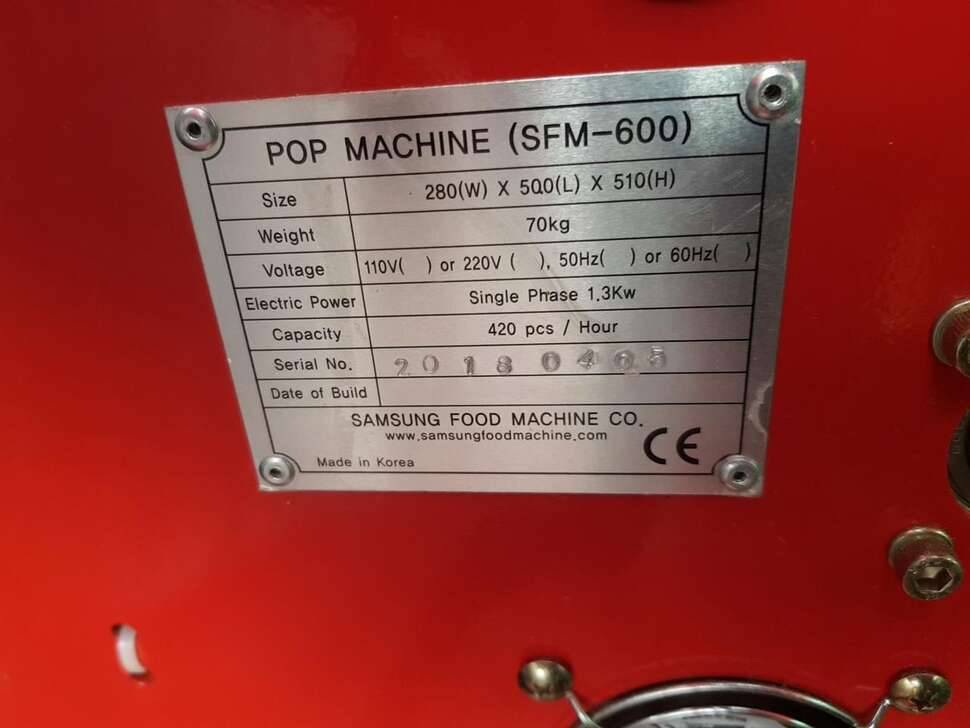 POP MACHINE (SFM-600)
Size 280(W) X 500(L) X 510(H)
Weight 70kg
Voltage 110V( ) or 220V ( ), 50Hz( ) or 60Hz( )
Electric Power Single Phase 1.3Kw
Capacity 420 pcs / Hour
Serial No. 20180465
Date of Build
SAMSUNG FOOD MACHINE CO.
www.samsungfoodmachine.com
CE
Made in Korea